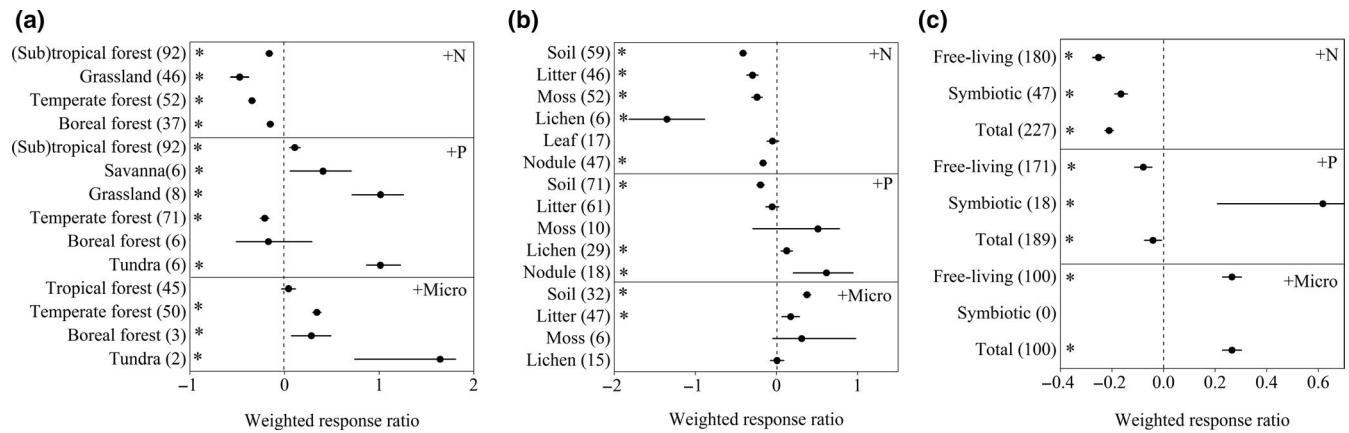 (a)
(Sub)tropical forest (92) * +N
Grassland (46) *
Temperate forest (52) *
Boreal forest (37) *
(Sub)tropical forest (92) * +P
Savanna(6) *
Grassland (8) *
Temperate forest (71) *
Boreal forest (6)
Tundra (6) *
Tropical forest (45) +Micro
Temperate forest (50) *
Boreal forest (3) *
Tundra (2) *
−1 0 1 2
Weighted response ratio
(b)
Soil (59) * +N
Litter (46) *
Moss (52) *
Lichen (6) *
Leaf (17)
Nodule (47) *
Soil (71) * +P
Litter (61)
Moss (10)
Lichen (29) *
Nodule (18) *
Soil (32) * +Micro
Litter (47) *
Moss (6)
Lichen (15)
−2 −1 0 1
Weighted response ratio
(c)
Free-living (180) * +N
Symbiotic (47) *
Total (227) *
Free-living (171) * +P
Symbiotic (18) *
Total (189) *
Free-living (100) * +Micro
Symbiotic (0)
Total (100) *
−0.4 −0.2 0.0 0.2 0.4 0.6
Weighted response ratio